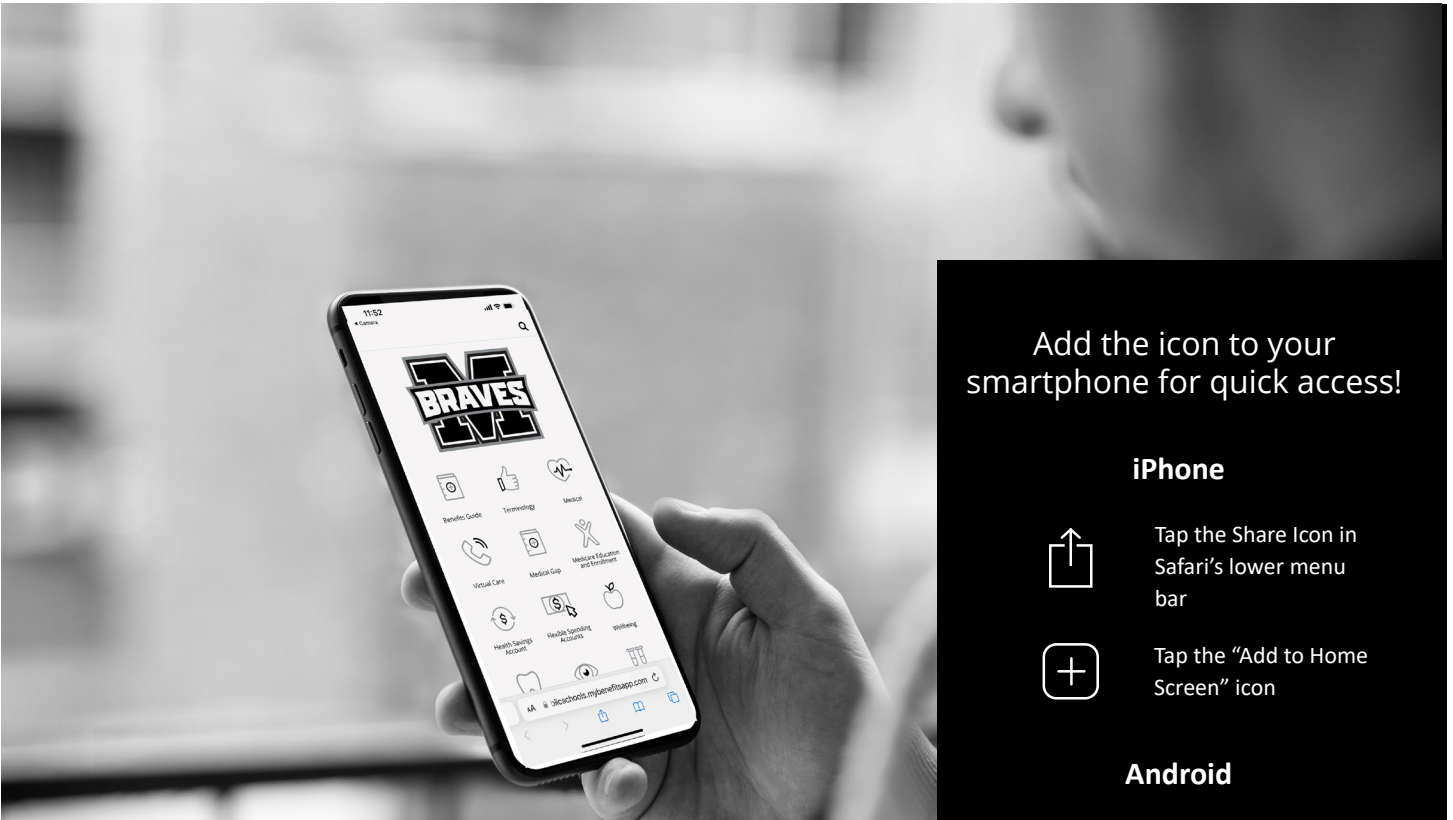 11:52
Camera
BRAVES
Benefits Guide
Terminology
Medical
Virtual Care
Medical Gap
Medicare Education
and Enrollment
Health Savings
Account
Flexible Spending
Accounts
Wellbeing
AA
blicschools.mybenefitsapp.com
Add the icon to your
smartphone for quick access!
iPhone
Tap the Share Icon in
Safari’s lower menu
bar
Tap the “Add to Home
Screen” icon
Android